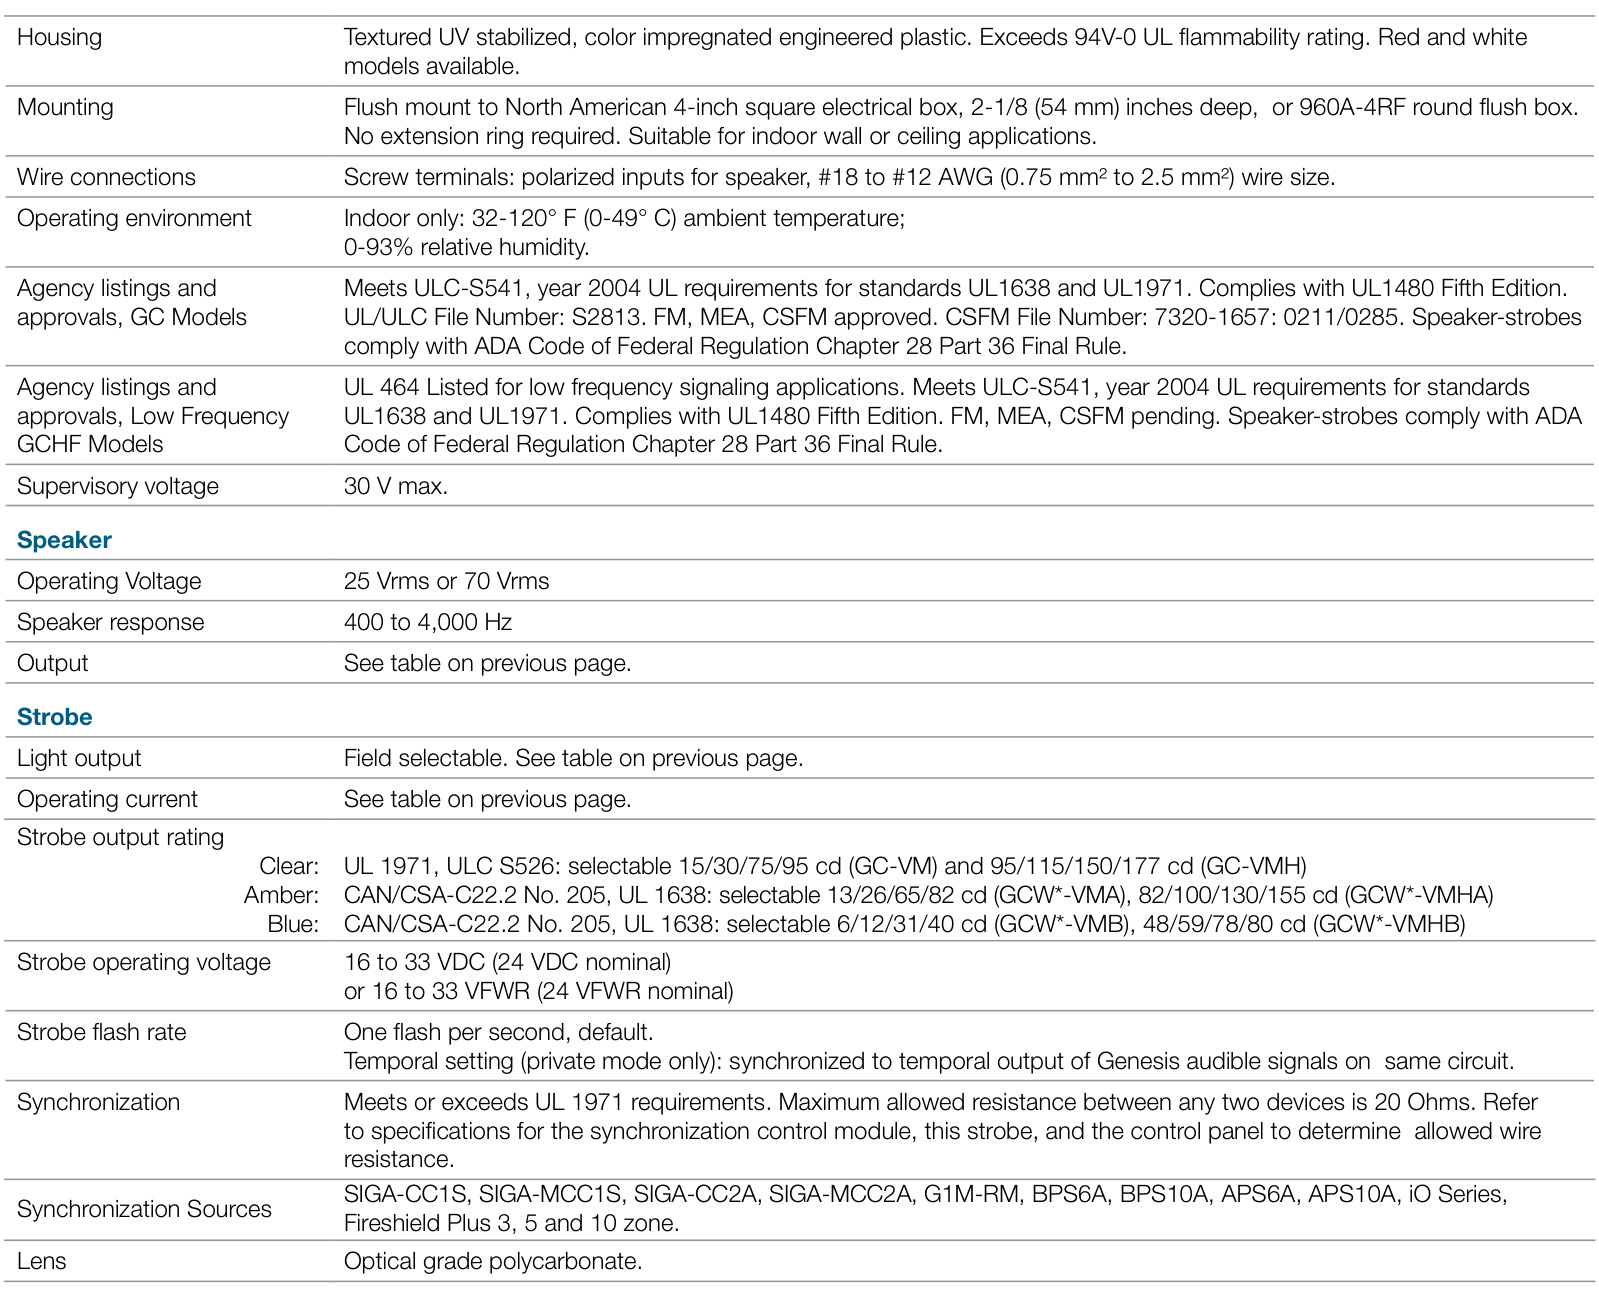 Housing
Textured UV stabilized, color impregnated engineered plastic. Exceeds 94V-0 UL flammability rating. Red and white
models available.
Mounting
Flush mount to North American 4-inch square electrical box, 2-1/8 (54 mm) inches deep, or 960A-4RF round flush box.
No extension ring required. Suitable for indoor wall or ceiling applications.
Wire connections
Screw terminals: polarized inputs for speaker, #18 to #12 AWG (0.75 mm² to 2.5 mm²) wire size.
Operating environment
Indoor only: 32-120° F (0-49° C) ambient temperature;
0-93% relative humidity.
Agency listings and
approvals, GC Models
Meets ULC-S541, year 2004 UL requirements for standards UL1638 and UL1971. Complies with UL1480 Fifth Edition.
UL/ULC File Number: S2813. FM, MEA, CSFM approved. CSFM File Number: 7320-1657: 0211/0285. Speaker-strobes
comply with ADA Code of Federal Regulation Chapter 28 Part 36 Final Rule.
Agency listings and
approvals, Low Frequency
GCHF Models
UL 464 Listed for low frequency signaling applications. Meets ULC-S541, year 2004 UL requirements for standards
UL1638 and UL1971. Complies with UL1480 Fifth Edition. FM, MEA, CSFM pending. Speaker-strobes comply with ADA
Code of Federal Regulation Chapter 28 Part 36 Final Rule.
Supervisory voltage
30 V max.
Speaker
Operating Voltage
25 Vrms or 70 Vrms
Speaker response
400 to 4,000 Hz
Output
See table on previous page.
Strobe
Light output
Field selectable. See table on previous page.
Operating current
See table on previous page.
Strobe output rating
Clear: UL 1971, ULC S526: selectable 15/30/75/95 cd (GC-VM) and 95/115/150/177 cd (GC-VMH)
Amber: CAN/CSA-C22.2 No. 205, UL 1638: selectable 13/26/65/82 cd (GCW*-VMA), 82/100/130/155 cd (GCW*-VMHA)
Blue: CAN/CSA-C22.2 No. 205, UL 1638: selectable 6/12/31/40 cd (GCW*-VMB), 48/59/78/80 cd (GCW*-VMHB)
Strobe operating voltage
16 to 33 VDC (24 VDC nominal)
or 16 to 33 VFWR (24 VFWR nominal)
Strobe flash rate
One flash per second, default.
Temporal setting (private mode only): synchronized to temporal output of Genesis audible signals on same circuit.
Synchronization
Meets or exceeds UL 1971 requirements. Maximum allowed resistance between any two devices is 20 Ohms. Refer
to specifications for the synchronization control module, this strobe, and the control panel to determine allowed wire
resistance.
Synchronization Sources
SIGA-CC1S, SIGA-MCC1S, SIGA-CC2A, SIGA-MCC2A, G1M-RM, BPS6A, BPS10A, APS6A, APS10A, iO Series,
Fireshield Plus 3, 5 and 10 zone.
Lens
Optical grade polycarbonate.